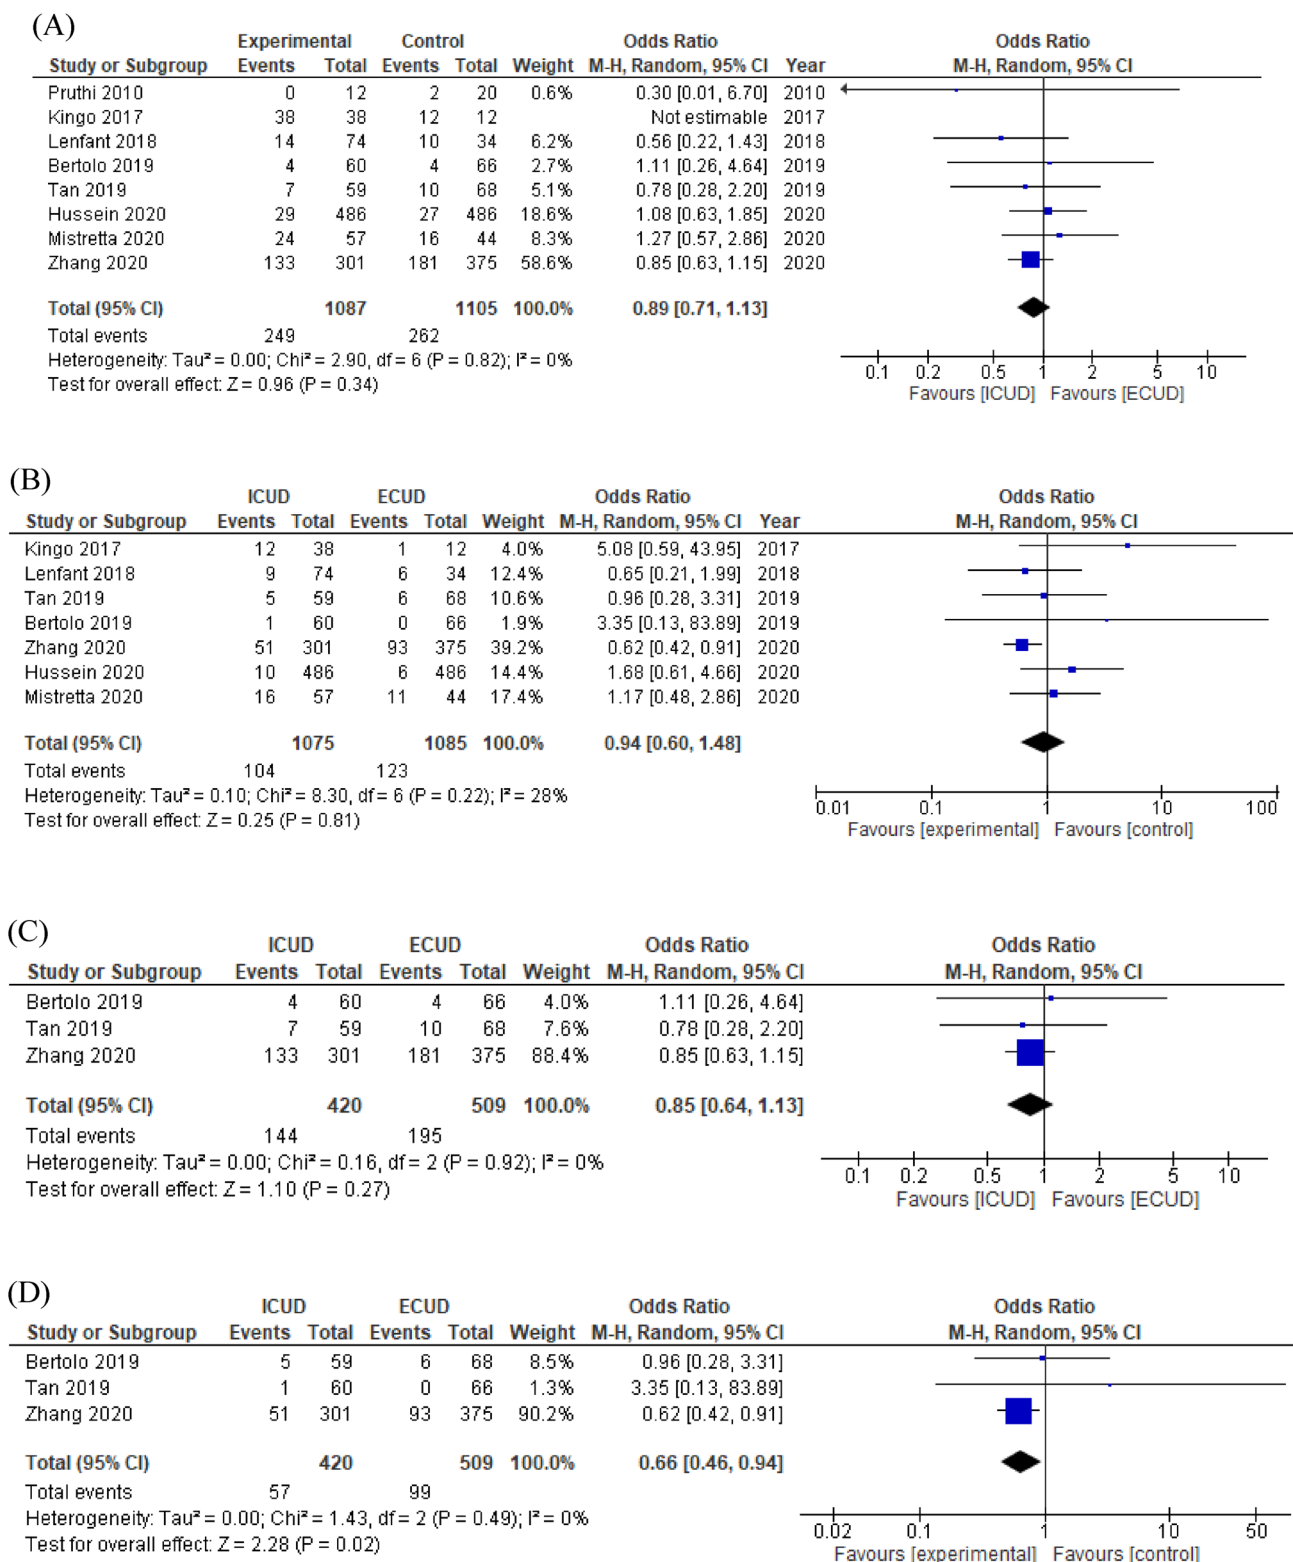 (A)
Experimental Control Odds Ratio Odds Ratio
Study or Subgroup Events Total Events Total Weight M-H, Random, 95% CI Year M-H, Random, 95% CI
Pruthi 2010 0 12 2 20 0.6% 0.30 [0.01, 6.70] 2010
Kingo 2017 38 38 12 12 Not estimable 2017
Lenfant 2018 14 74 10 34 6.2% 0.56 [0.22, 1.43] 2018
Bertolo 2019 4 60 4 66 2.7% 1.11 [0.26, 4.64] 2019
Tan 2019 7 59 10 68 5.1% 0.78 [0.28, 2.20] 2019
Hussein 2020 29 486 27 486 18.6% 1.08 [0.63, 1.85] 2020
Mistretta 2020 24 57 16 44 8.3% 1.27 [0.57, 2.86] 2020
Zhang 2020 133 301 181 375 58.6% 0.85 [0.63, 1.15] 2020
Total (95% CI) 1087 1105 100.0% 0.89 [0.71, 1.13]
Total events 249 262
Heterogeneity: Tau² = 0.00; Chi² = 2.90, df = 6 (P = 0.82); I² = 0%
Test for overall effect: Z = 0.96 (P = 0.34)
0.1 0.2 0.5 1 2 5 10
Favours [ICUD] Favours [ECUD]
(B)
ICUD ECUD Odds Ratio Odds Ratio
Study or Subgroup Events Total Events Total Weight M-H, Random, 95% CI Year M-H, Random, 95% CI
Kingo 2017 12 38 1 12 4.0% 5.08 [0.59, 43.95] 2017
Lenfant 2018 9 74 6 34 12.4% 0.65 [0.21, 1.99] 2018
Tan 2019 5 59 6 68 10.6% 0.96 [0.28, 3.31] 2019
Bertolo 2019 1 60 0 66 1.9% 3.35 [0.13, 83.89] 2019
Zhang 2020 51 301 93 375 39.2% 0.62 [0.42, 0.91] 2020
Hussein 2020 10 486 6 486 14.4% 1.68 [0.61, 4.66] 2020
Mistretta 2020 16 57 11 44 17.4% 1.17 [0.48, 2.86] 2020
Total (95% CI) 1075 1085 100.0% 0.94 [0.60, 1.48]
Total events 104 123
Heterogeneity: Tau² = 0.10; Chi² = 8.30, df = 6 (P = 0.22); I² = 28%
Test for overall effect: Z = 0.25 (P = 0.81)
0.01 0.1 1 10 100
Favours [experimental] Favours [control]
(C)
ICUD ECUD Odds Ratio Odds Ratio
Study or Subgroup Events Total Events Total Weight M-H, Random, 95% CI M-H, Random, 95% CI
Bertolo 2019 4 60 4 66 4.0% 1.11 [0.26, 4.64]
Tan 2019 7 59 10 68 7.6% 0.78 [0.28, 2.20]
Zhang 2020 133 301 181 375 88.4% 0.85 [0.63, 1.15]
Total (95% CI) 420 509 100.0% 0.85 [0.64, 1.13]
Total events 144 195
Heterogeneity: Tau² = 0.00; Chi² = 0.16, df = 2 (P = 0.92); I² = 0%
Test for overall effect: Z = 1.10 (P = 0.27)
0.1 0.2 0.5 1 2 5 10
Favours [ICUD] Favours [ECUD]
(D)
ICUD ECUD Odds Ratio Odds Ratio
Study or Subgroup Events Total Events Total Weight M-H, Random, 95% CI M-H, Random, 95% CI
Bertolo 2019 5 59 6 68 8.5% 0.96 [0.28, 3.31]
Tan 2019 1 60 0 66 1.3% 3.35 [0.13, 83.89]
Zhang 2020 51 301 93 375 90.2% 0.62 [0.42, 0.91]
Total (95% CI) 420 509 100.0% 0.66 [0.46, 0.94]
Total events 57 99
Heterogeneity: Tau² = 0.00; Chi² = 1.43, df = 2 (P = 0.49); I² = 0%
Test for overall effect: Z = 2.28 (P = 0.02)
0.02 0.1 1 10 50
Favours [experimental] Favours [control]